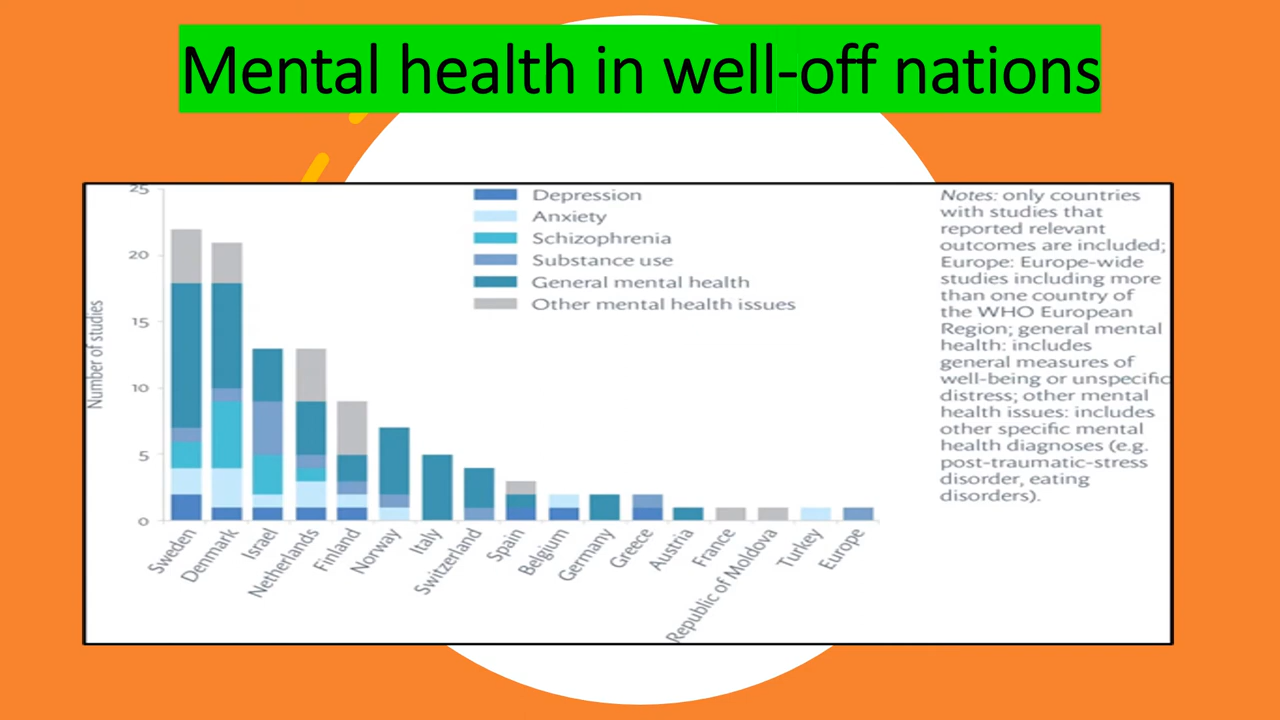 Mental health in well-off nations
25
20
15
10
5
0
Number of studies
Depression
Anxiety
Schizophrenia
Substance use
General mental health
Other mental health issues
Notes: only countries
with studies that
reported relevant
outcomes are included;
Europe: Europe-wide
studies including more
than one country of
the WHO European
Region; general mental
health: includes
general measures of
well-being or unspecific
distress; other mental
health issues: includes
other specific mental
health diagnoses (e.g.
post-traumatic-stress
disorder, eating
disorders).
Sweden
Denmark
Israel
Netherlands
Finland
Norway
Italy
Switzerland
Spain
Belgium
Germany
Greece
Austria
France
Republic of Moldova
Turkey
Europe